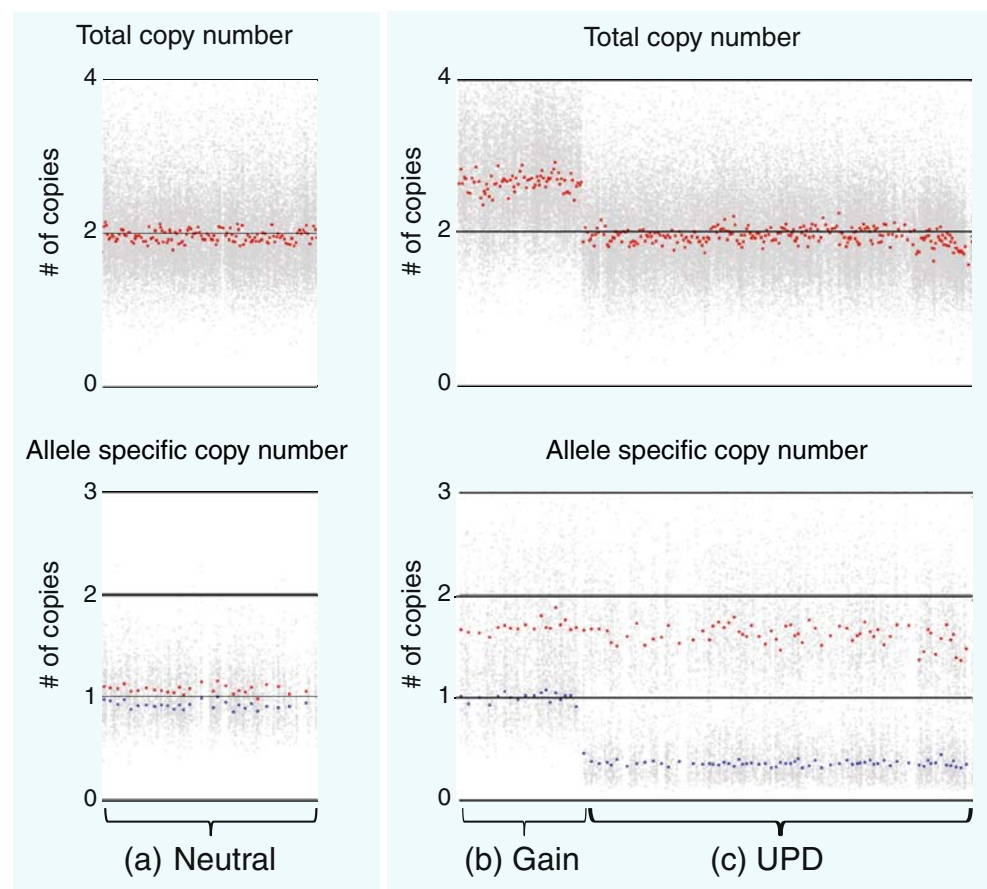 Total copy number
4
2
0
# of copies
Allele specific copy number
3
2
1
0
# of copies
(a) Neutral
Total copy number
4
2
0
# of copies
Allele specific copy number
3
2
1
0
# of copies
(b) Gain
(c) UPD